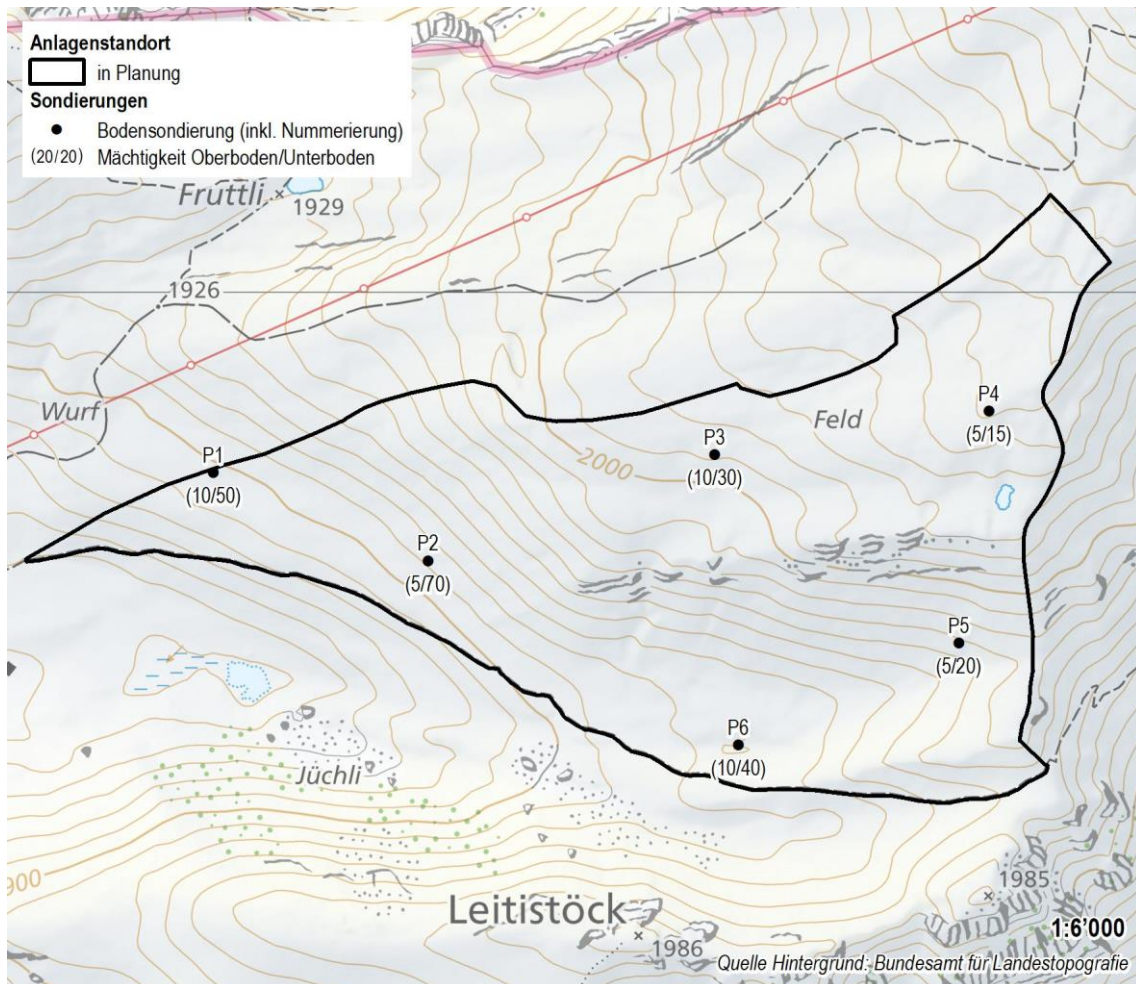 Anlagenstandort
in Planung
Sondierungen
Bodensondierung (inkl. Nummerierung)
(20/20) Mächtigkeit Oberboden/Unterboden
Fruttli
1929
1926
Wurf
P1
(10/50)
P2
(5/70)
2000
P3
(10/30)
Feld
P4
(5/15)
P5
(5/20)
P6
(10/40)
Jüchli
900
Leitistöck
1986
1985
1:6'000
Quelle Hintergrund: Bundesamt für Landestopografie